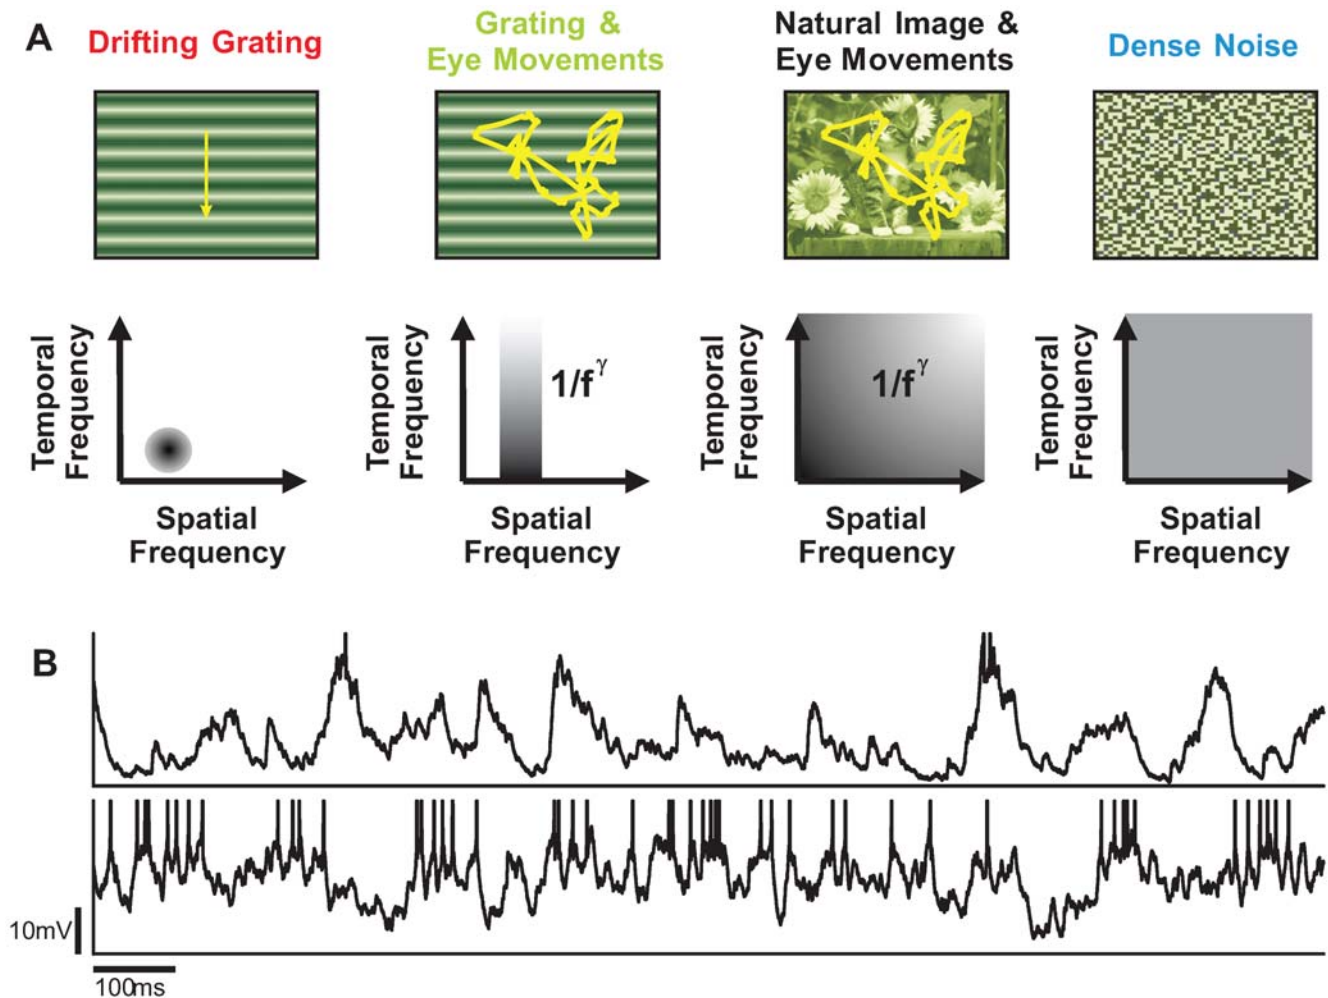 A
Drifting Grating
Grating &
Eye Movements
Natural Image &
Eye Movements
Dense Noise
Temporal
Frequency
Spatial
Frequency
Temporal
Frequency
1/f^γ
Spatial
Frequency
Temporal
Frequency
1/f^γ
Spatial
Frequency
Temporal
Frequency
Spatial
Frequency
B
10mV
100ms